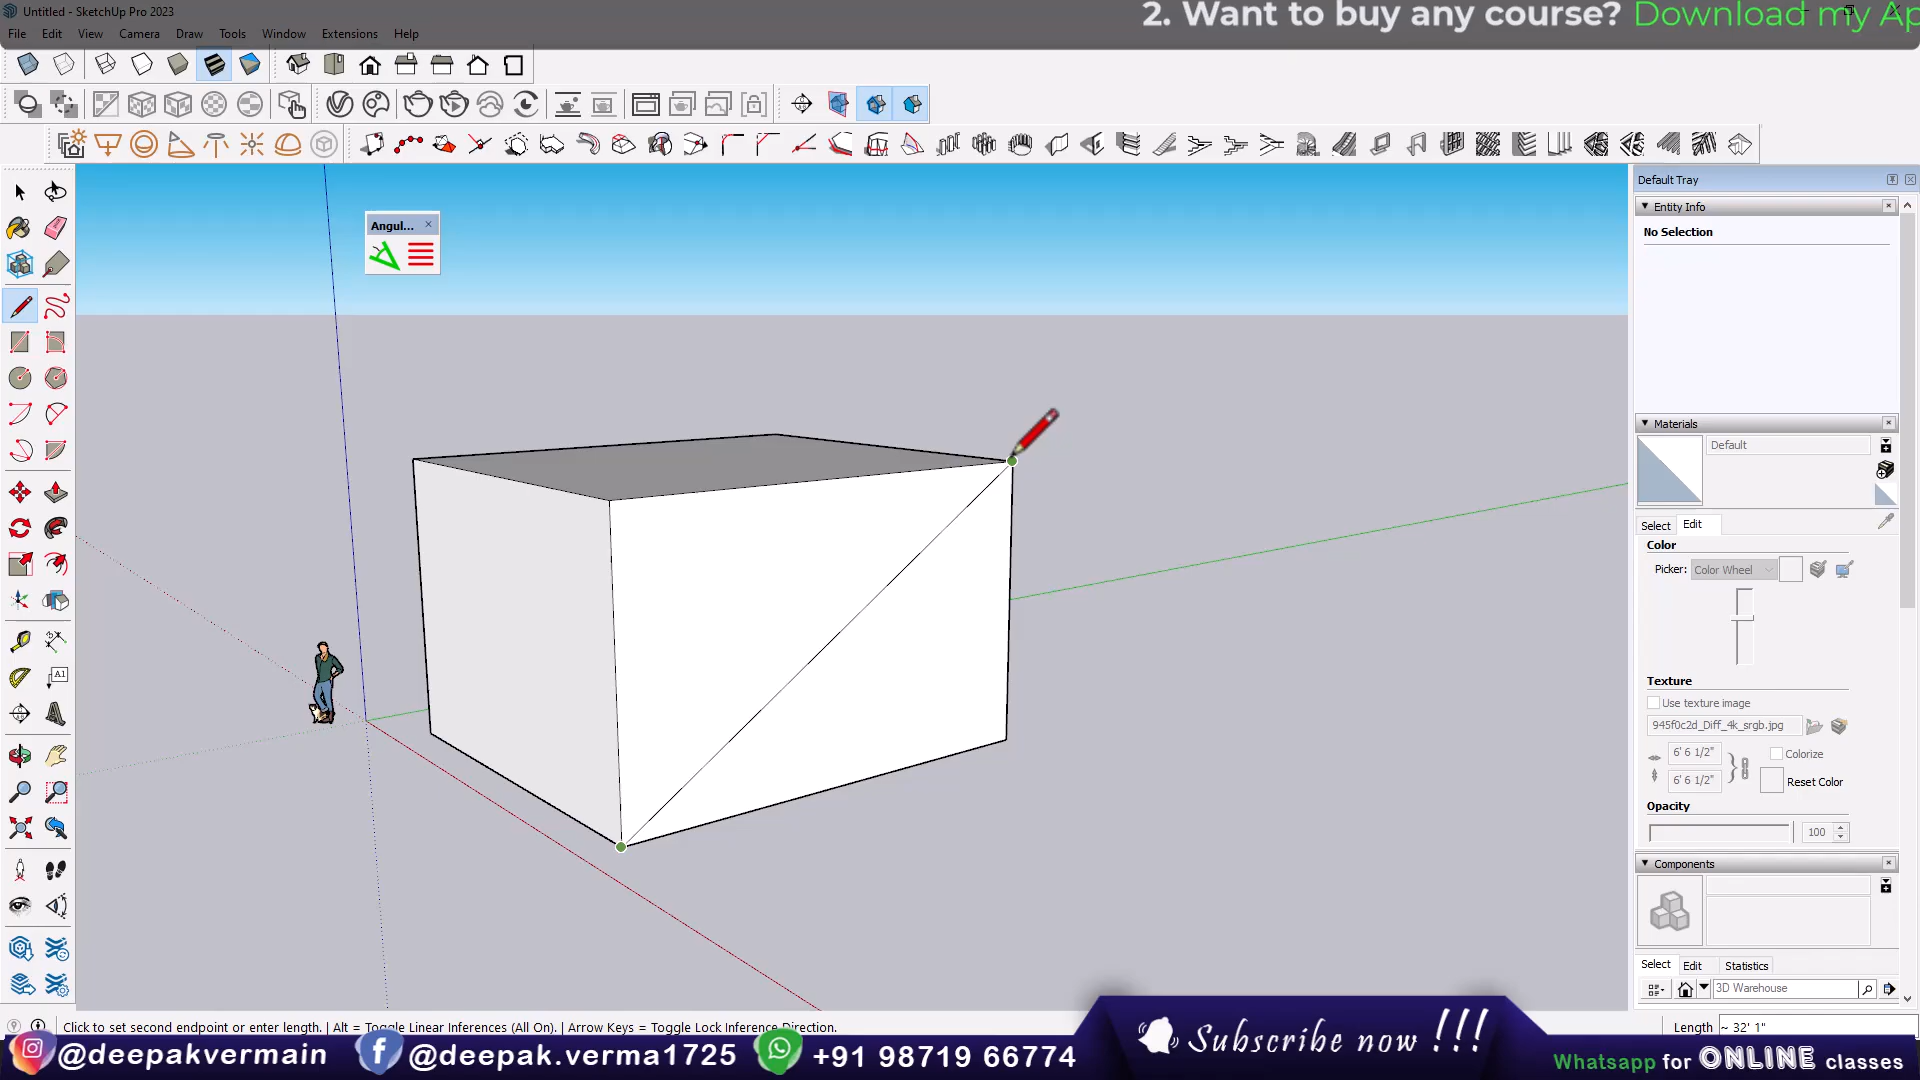 Untitled - SketchUp Pro 2023
2. Want to buy any course? Download my Ap
File Edit View Camera Draw Tools Window Extensions Help
Default Tray
Entity Info
No Selection
Angul...
Materials
Default
Select Edit
Color
Picker: Color Wheel
Texture
Use texture image
945f0c2d_Diff_4k_srgb.jpg
6' 6 1/2" Colorize
6' 6 1/2" Reset Color
Opacity
100
Components
Select Edit Statistics
3D Warehouse
A1
Click to set second endpoint or enter length. | Alt = Toggle Linear Inferences (All On). | Arrow Keys = Toggle Lock Inference Direction.
Length ~ 32' 1"
@deepakvermain @deepak.verma1725 +91 98719 66774
Subscribe now !!!
Whatsapp for ONLINE classes